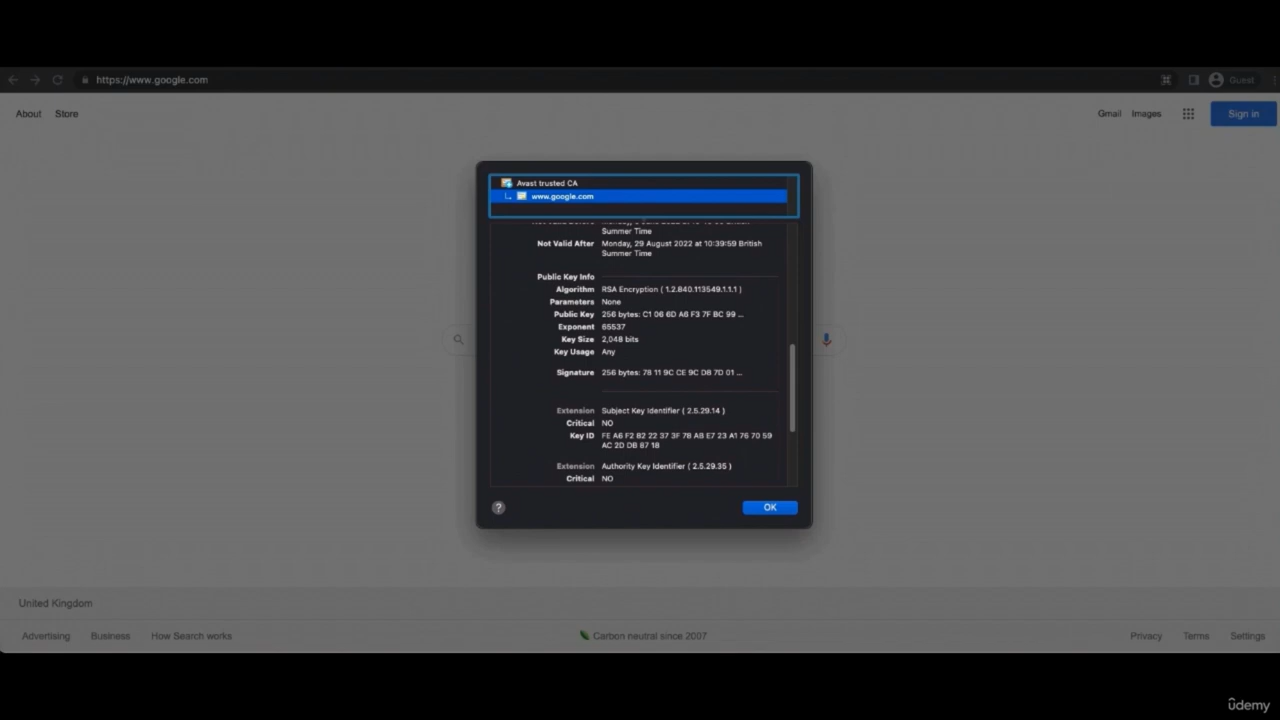 https://www.google.com
Guest
About Store
Gmail Images
Sign in
Avast trusted CA
www.google.com
Summer Time
Not Valid After Monday, 29 August 2022 at 10:39:59 British
Summer Time
Public Key Info
Algorithm RSA Encryption ( 1.2.840.113549.1.1.1 )
Parameters None
Public Key 256 bytes: C1 06 6D A6 F3 7F BC 99 ...
Exponent 65537
Key Size 2,048 bits
Key Usage Any
Signature 256 bytes: 78 11 9C CE 9C DB 7D 01 ...
Extension Subject Key Identifier ( 2.5.29.14 )
Critical NO
Key ID FE A6 F2 82 22 37 3F 78 AB E7 23 A1 76 70 59
AC 2D DB 87 18
Extension Authority Key Identifier ( 2.5.29.35 )
Critical NO
?
OK
United Kingdom
Advertising Business How Search works
Carbon neutral since 2007
Privacy Terms Settings
ûdemy